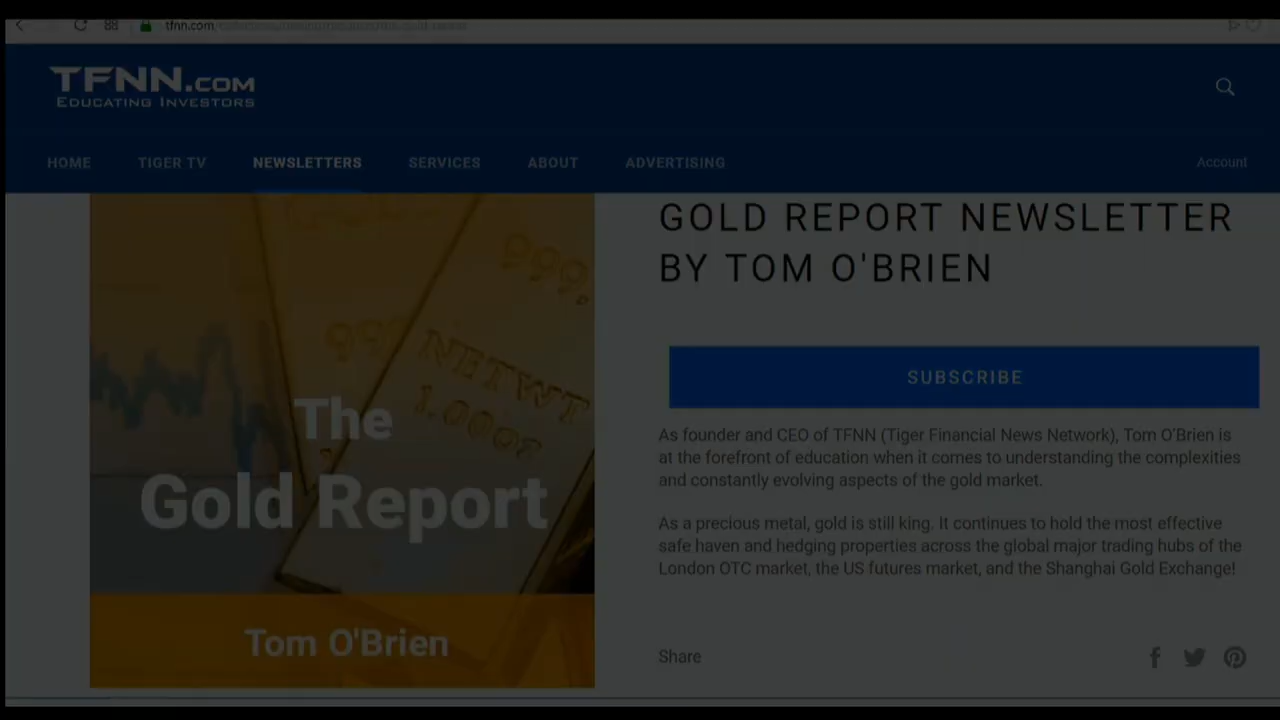 tfnn.com
TFNN.COM
EDUCATING INVESTORS
HOME TIGER TV NEWSLETTERS SERVICES ABOUT ADVERTISING Account
GOLD REPORT NEWSLETTER
BY TOM O'BRIEN
999.
NETWT
The
Gold Report
Tom O'Brien
SUBSCRIBE
As founder and CEO of TFNN (Tiger Financial News Network), Tom O'Brien is
at the forefront of education when it comes to understanding the complexities
and constantly evolving aspects of the gold market.
As a precious metal, gold is still king. It continues to hold the most effective
safe haven and hedging properties across the global major trading hubs of the
London OTC market, the US futures market, and the Shanghai Gold Exchange!
Share